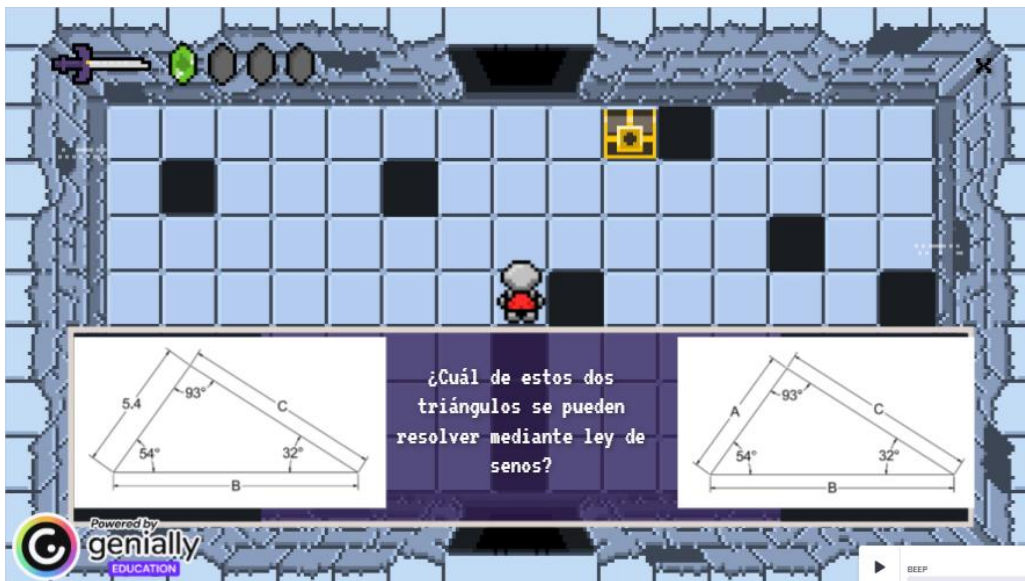 ¿Cuál de estos dos
triángulos se pueden
resolver mediante ley de
senos?
5.4
93°
C
54°
32°
B
A
93°
C
54°
32°
B
Powered by
genially
EDUCATION
BEEP